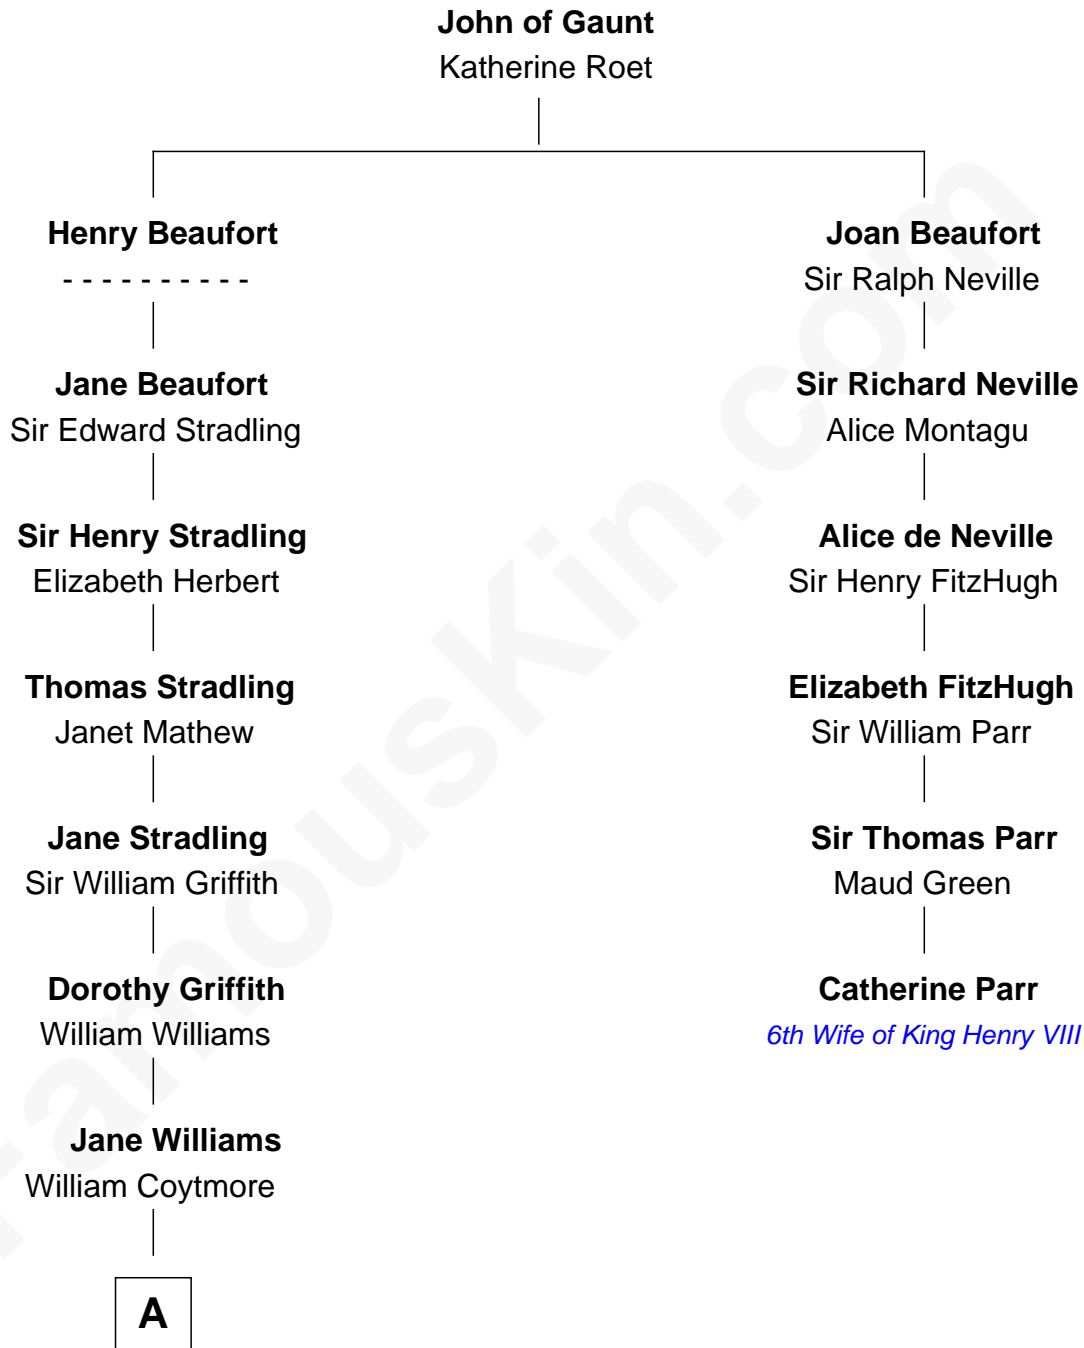 John of Gaunt
Katherine Roet
Henry Beaufort
- - - - - - - - - -
Jane Beaufort
Sir Edward Stradling
Sir Henry Stradling
Elizabeth Herbert
Thomas Stradling
Janet Mathew
Jane Stradling
Sir William Griffith
Dorothy Griffith
William Williams
Jane Williams
William Coytmore
A
Joan Beaufort
Sir Ralph Neville
Sir Richard Neville
Alice Montagu
Alice de Neville
Sir Henry FitzHugh
Elizabeth FitzHugh
Sir William Parr
Sir Thomas Parr
Maud Green
Catherine Parr
6th Wife of King Henry VIII
FamousKin.com